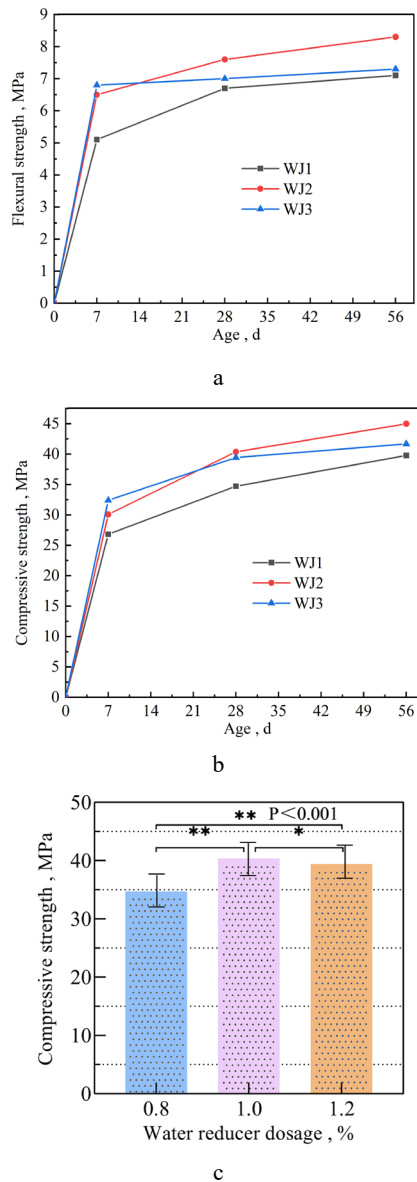 9
8
7
6
5
4
3
2
1
0
Flexural strength , MPa
WJ1
WJ2
WJ3
0 7 14 21 28 35 42 49 56
Age , d
a
45
40
35
30
25
20
15
10
5
0
Compressive strength , MPa
WJ1
WJ2
WJ3
0 7 14 21 28 35 42 49 56
Age , d
b
50
40
30
20
10
0
Compressive strength , MPa
** P<0.001
** *
0.8 1.0 1.2
Water reducer dosage , %
c